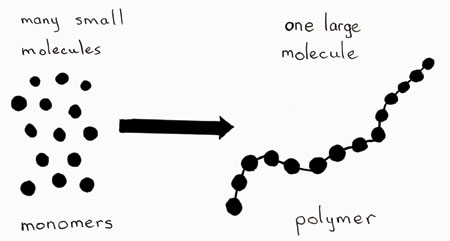 many small
molecules
monomers
one large
molecule
polymer